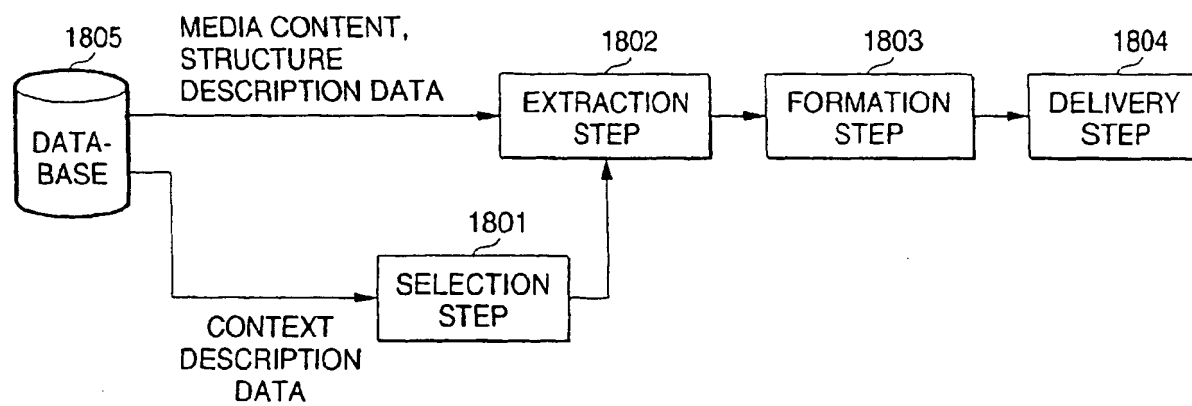 1805
MEDIA CONTENT,
STRUCTURE
DESCRIPTION DATA
1802
1803
1804
DATA-
BASE
EXTRACTION
STEP
FORMATION
STEP
DELIVERY
STEP
1801
SELECTION
STEP
CONTEXT
DESCRIPTION
DATA